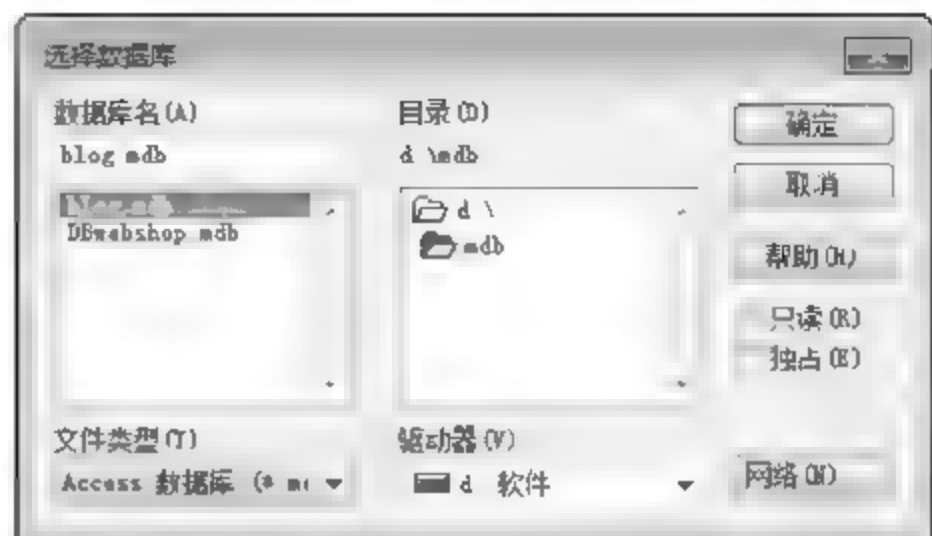 选择数据库
数据库名(A)
blog mdb
blog.mdb
DBwebshop mdb
文件类型(T)
Access 数据库 (*
目录(D)
d \mdb
d \
mdb
驱动器(V)
d 软件
确定
取消
帮助(H)
只读(R)
独占(E)
网络(N)